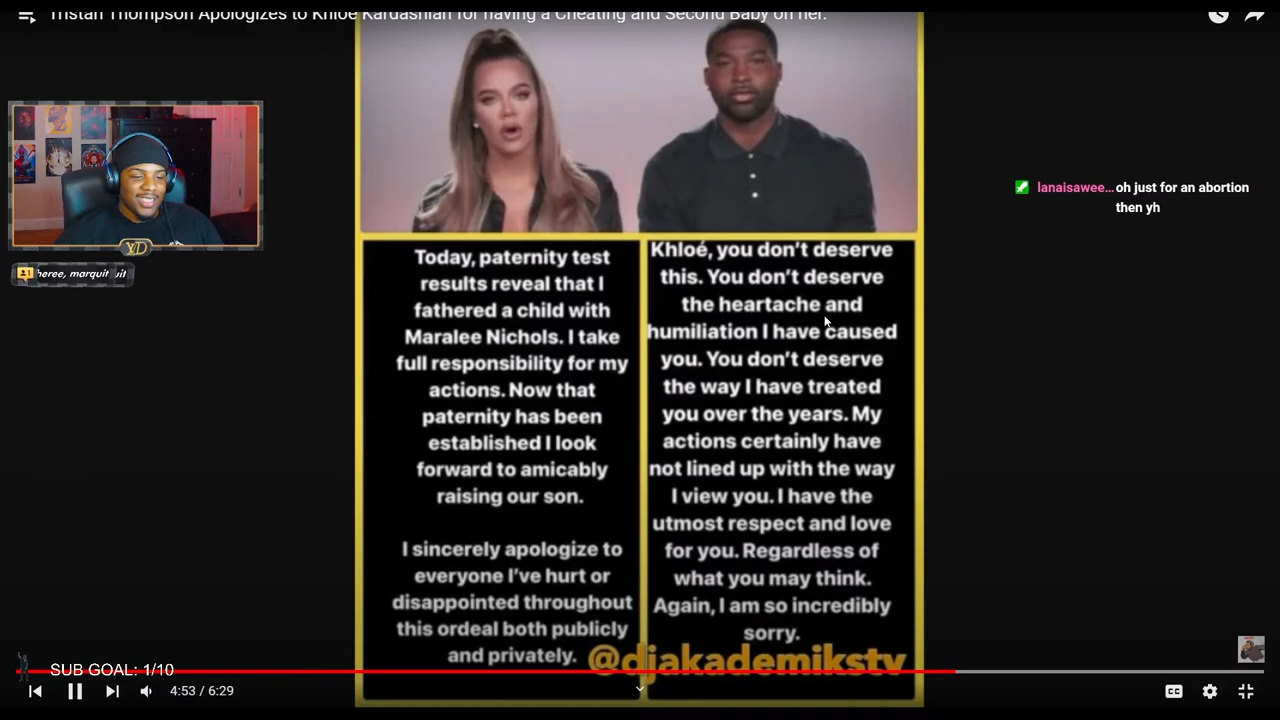 Tristan Thompson Apologizes to Khloe Kardashian for having a Cheating and Second Baby on her.
lanaisawee… oh just for an abortion
then yh
XD
heree, marquit
Today, paternity test
results reveal that I
fathered a child with
Maralee Nichols. I take
full responsibility for my
actions. Now that
paternity has been
established I look
forward to amicably
raising our son.
I sincerely apologize to
everyone I've hurt or
disappointed throughout
this ordeal both publicly
and privately.
Khloé, you don't deserve
this. You don't deserve
the heartache and
humiliation I have caused
you. You don't deserve
the way I have treated
you over the years. My
actions certainly have
not lined up with the way
I view you. I have the
utmost respect and love
for you. Regardless of
what you may think.
Again, I am so incredibly
sorry.
@djakademikstv
SUB GOAL: 1/10
4:53 / 6:29
CC